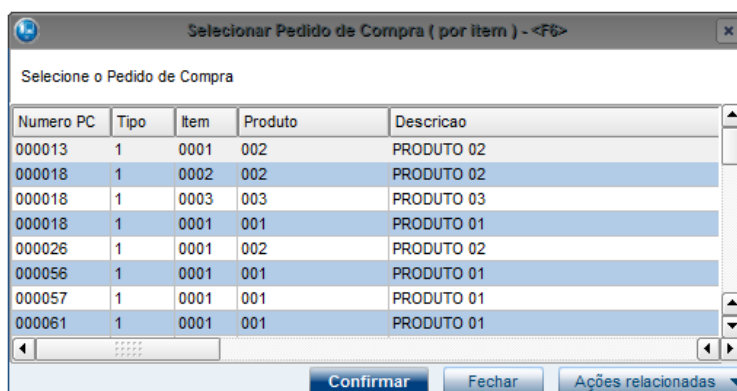 Selecionar Pedido de Compra ( por item ) - <F6>
Selecione o Pedido de Compra
Numero PC Tipo Item Produto Descricao
000013 1 0001 002 PRODUTO 02
000018 1 0002 002 PRODUTO 02
000018 1 0003 003 PRODUTO 03
000018 1 0001 001 PRODUTO 01
000026 1 0001 002 PRODUTO 02
000056 1 0001 001 PRODUTO 01
000057 1 0001 001 PRODUTO 01
000061 1 0001 001 PRODUTO 01
Confirmar Fechar Ações relacionadas